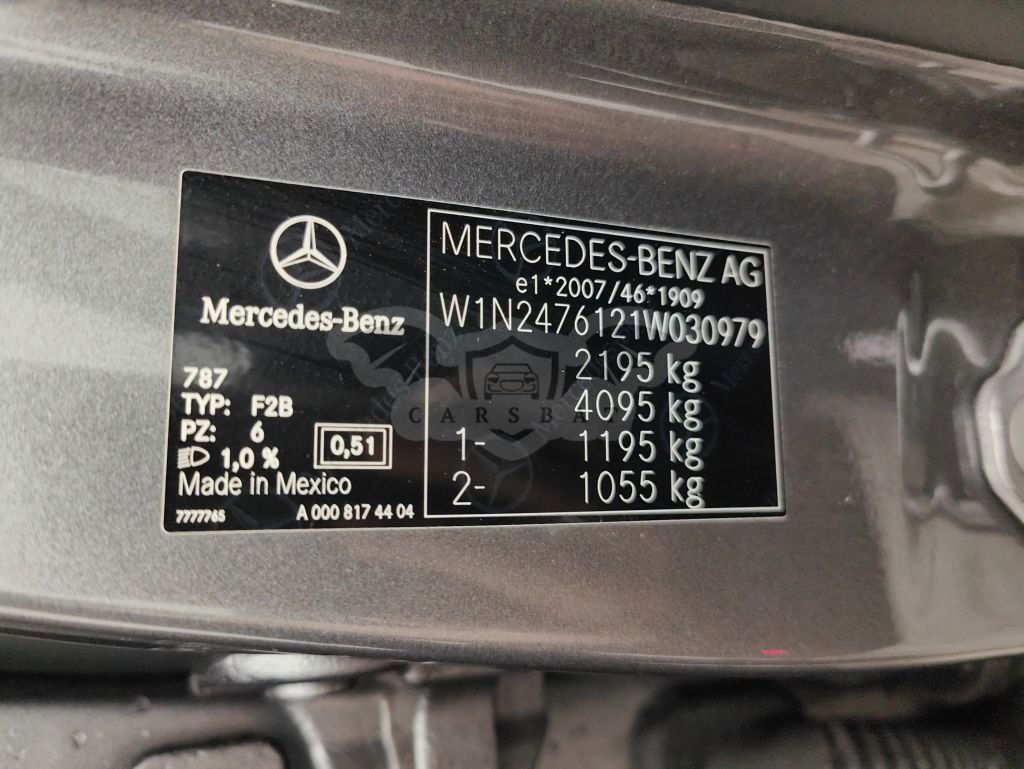 Mercedes-Benz
787
TYP: F2B
PZ: 6
1,0 %
0,51
Made in Mexico
7777765 A 000 817 44 04
MERCEDES-BENZ AG
e1*2007/46*1909
W1N2476121W030979
2195 kg
4095 kg
1- 1195 kg
2- 1055 kg